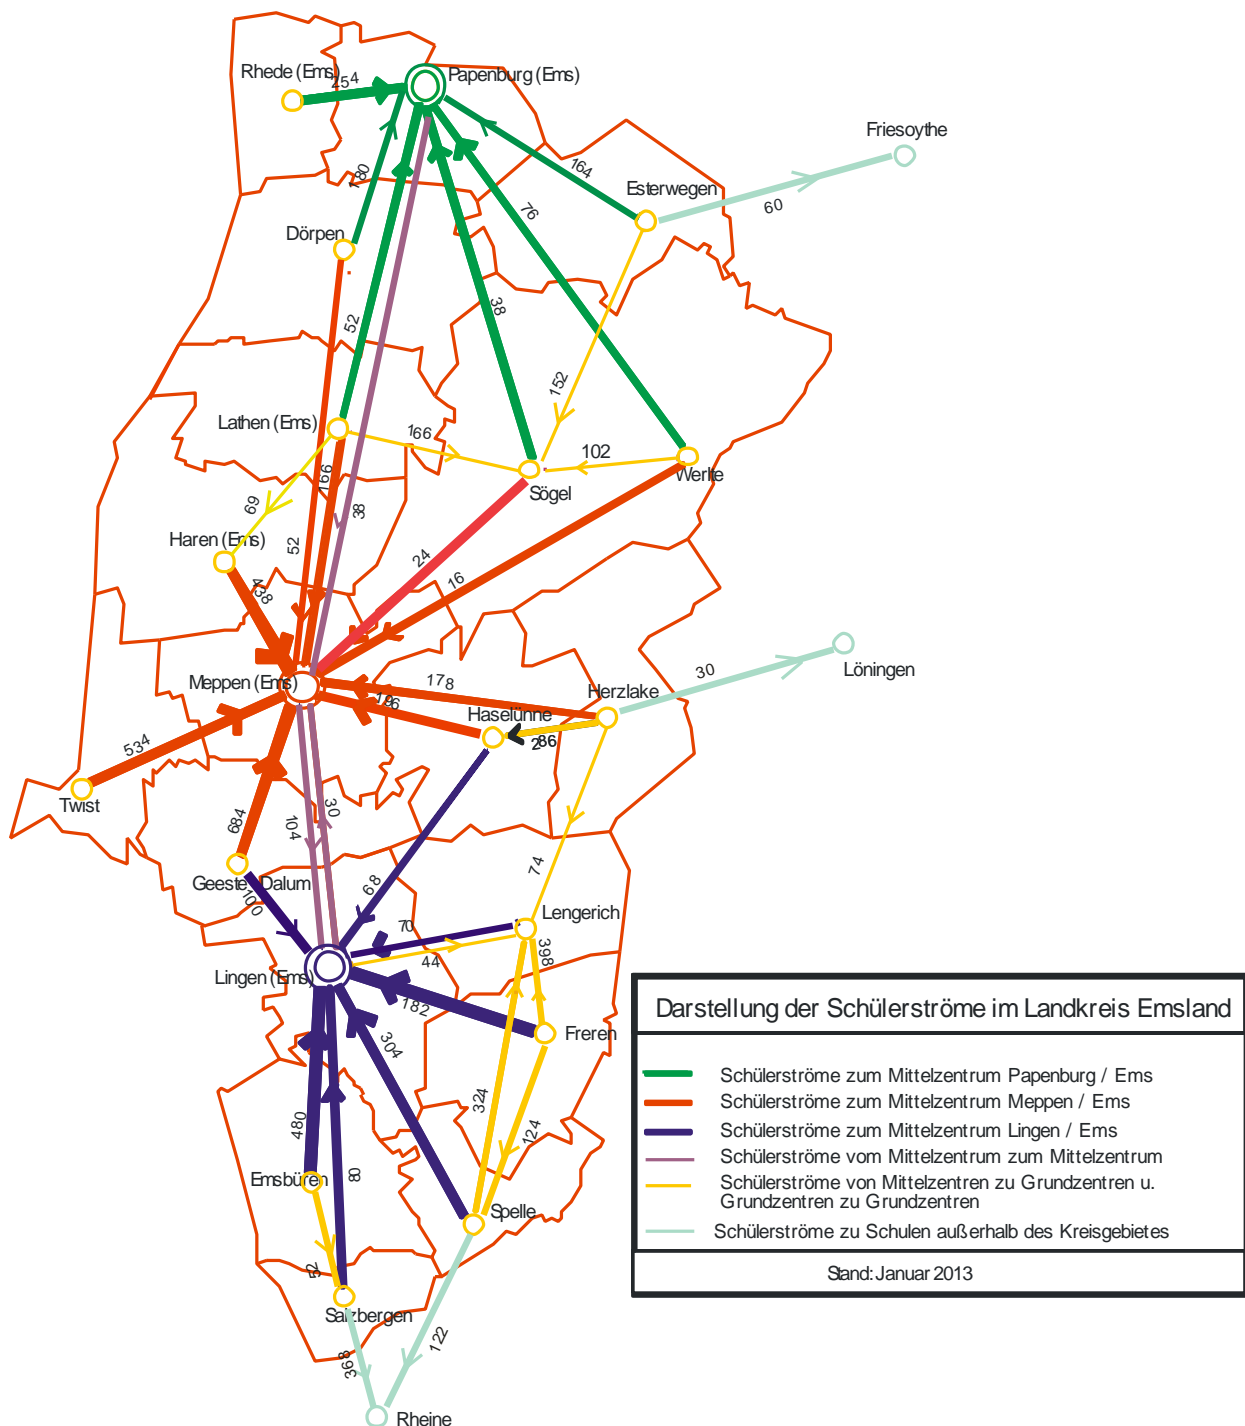 Rhede (Ems)
254
Papenburg (Ems)
Friesoythe
180
164
Esterwegen
60
76
Dörpen
52
38
152
Lathen (Ems)
166
102
Werlte
Sögel
166
38
69
Haren (Ems)
52
24
438
16
Meppen (Ems)
178
Herzlake
30
Löningen
Haselünne
534
Twist
684
104
30
74
Geeste-Dalum
100
68
Lengerich
70
44
398
Lingen (Ems)
182
304
Freren
324
124
480
80
Emsbüren
Spelle
52
Salzbergen
368
122
Rheine
Darstellung der Schülerströme im Landkreis Emsland
Schülerströme zum Mittelzentrum Papenburg / Ems
Schülerströme zum Mittelzentrum Meppen / Ems
Schülerströme zum Mittelzentrum Lingen / Ems
Schülerströme vom Mittelzentrum zum Mittelzentrum
Schülerströme von Mittelzentren zu Grundzentren u.
Grundzentren zu Grundzentren
Schülerströme zu Schulen außerhalb des Kreisgebietes
Stand: Januar 2013